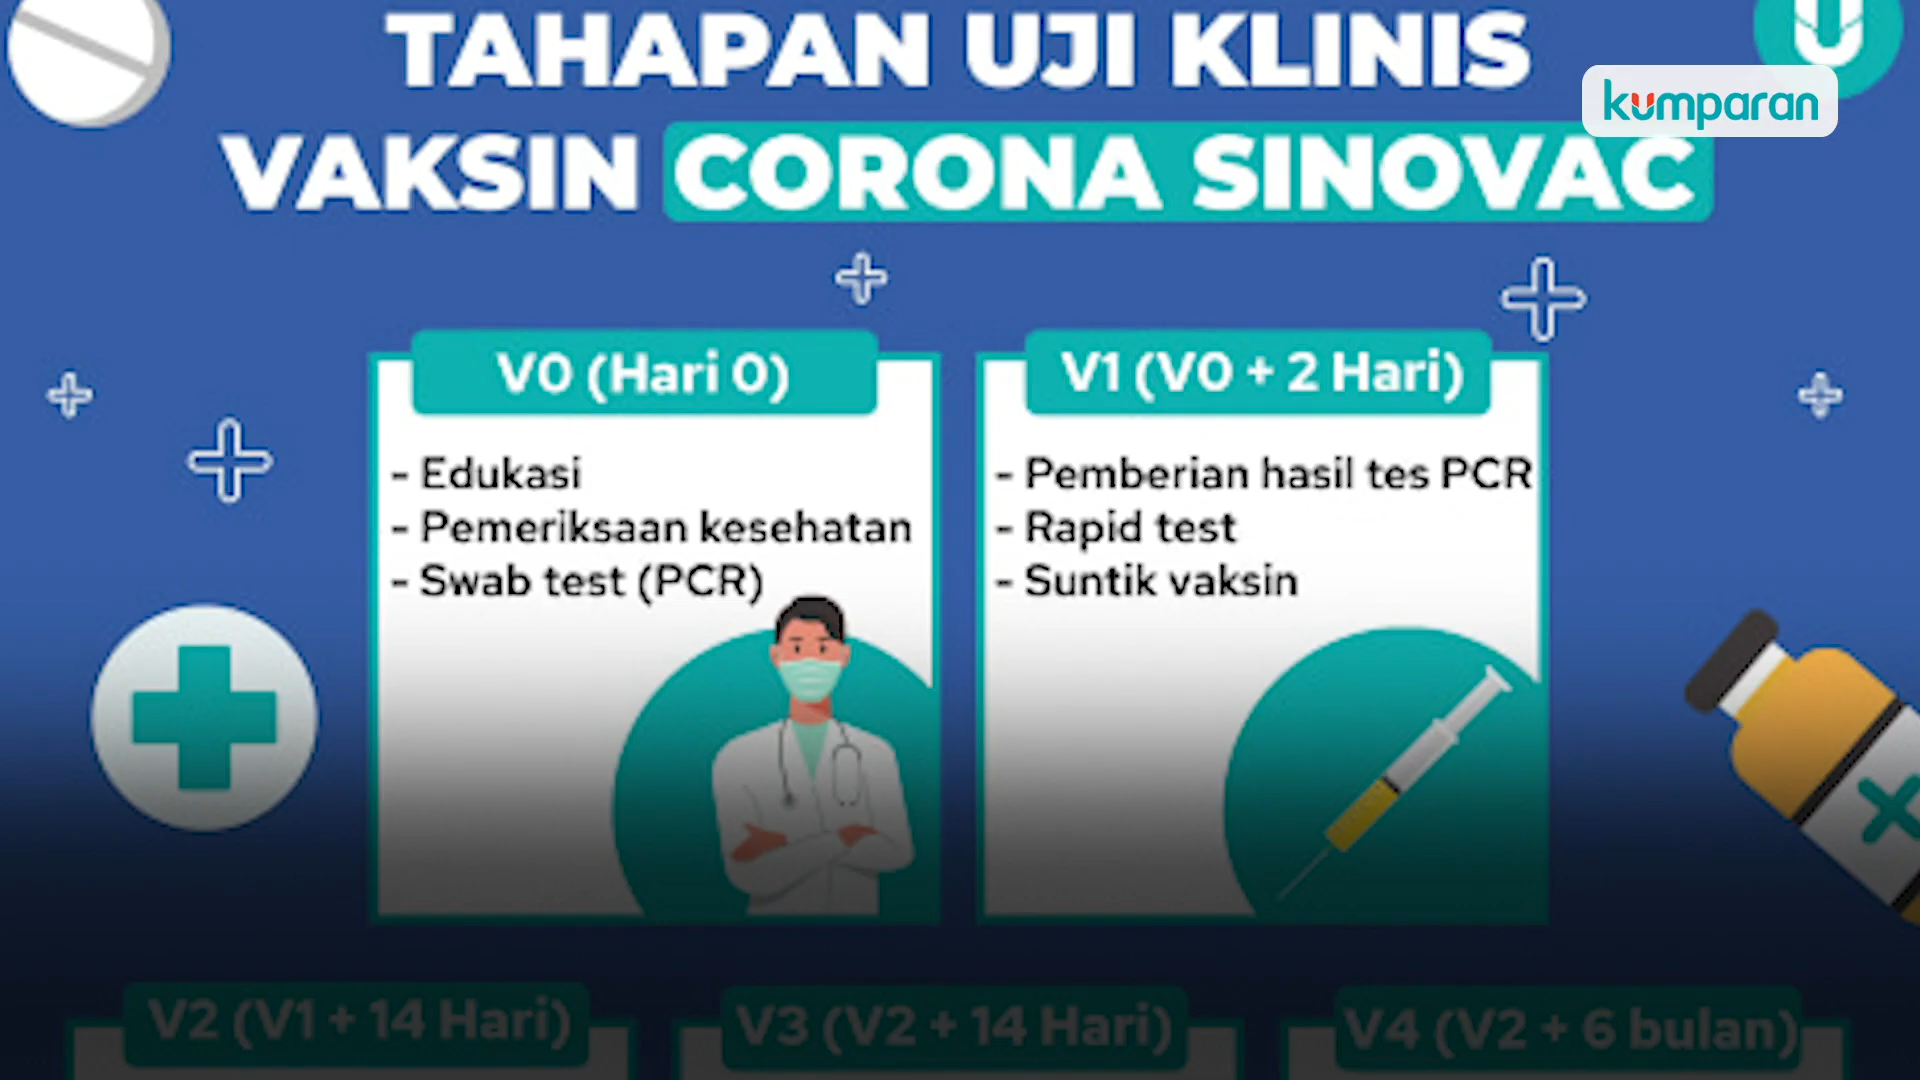 TAHAPAN UJI KLINIS
kumparan
VAKSIN CORONA SINOVAC
V0 (Hari 0)
- Edukasi
- Pemeriksaan kesehatan
- Swab test (PCR)
V1 (V0 + 2 Hari)
- Pemberian hasil tes PCR
- Rapid test
- Suntik vaksin
V2 (V1 + 14 Hari)
V3 (V2 + 14 Hari)
V4 (V2 + 6 bulan)